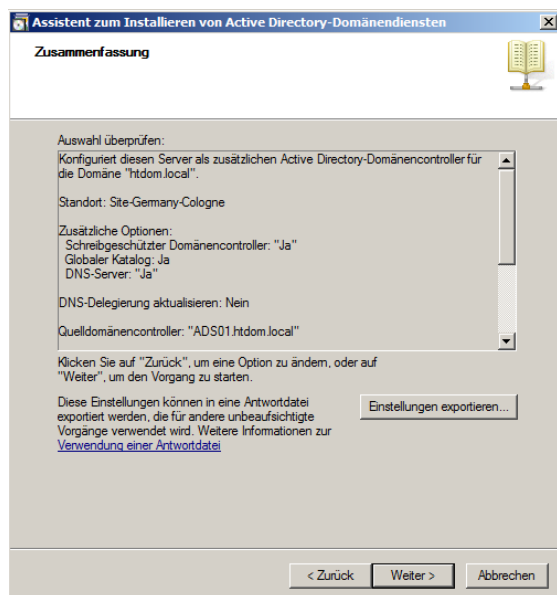 Assistent zum Installieren von Active Directory-Domänendiensten
Zusammenfassung
Auswahl überprüfen:
Konfiguriert diesen Server als zusätzlichen Active Directory-Domänencontroller für
die Domäne "htdom.local".
Standort: Site-Germany-Cologne
Zusätzliche Optionen:
Schreibgeschützter Domänencontroller: "Ja"
Globaler Katalog: Ja
DNS-Server: "Ja"
DNS-Delegierung aktualisieren: Nein
Quelldomänencontroller: "ADS01.htdom.local"
Klicken Sie auf "Zurück", um eine Option zu ändern, oder auf
"Weiter", um den Vorgang zu starten.
Diese Einstellungen können in eine Antwortdatei
exportiert werden, die für andere unbeaufsichtigte
Vorgänge verwendet wird. Weitere Informationen zur
Verwendung einer Antwortdatei
Einstellungen exportieren...
< Zurück
Weiter >
Abbrechen